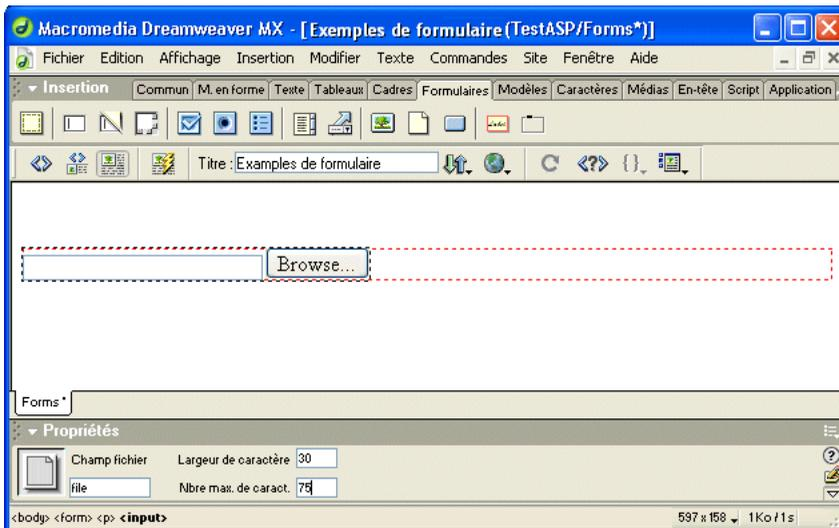 Macromedia Dreamweaver MX - [Exemples de formulaire (TestASP/Forms*)]
Fichier Edition Affichage Insertion Modifier Texte Commandes Site Fenêtre Aide
Insertion Commun M. en forme Texte Tableaux Cadres Formulaires Modèles Caractères Médias En-tête Script Application
Titre : Examples de formulaire
Browse...
Forms*
Propriétés
Champ fichier Largeur de caractère 30
file Nbre max. de caract. 75
<body> <form> <p> <input> 597 x 158 1Ko / 1 s